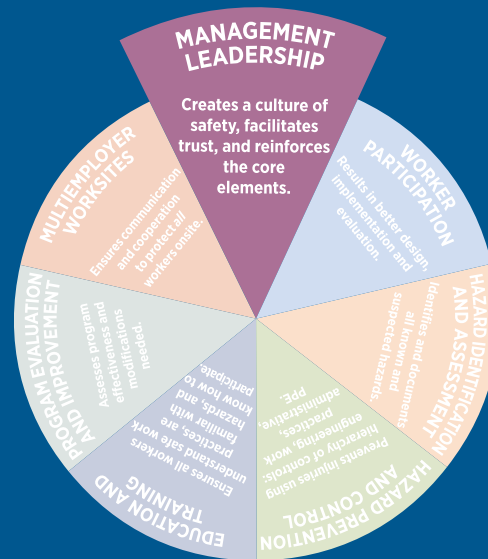 MANAGEMENT
LEADERSHIP
Creates a culture of
safety, facilitates
trust, and reinforces
the core
elements.
WORKER
PARTICIPATION
Results in better design,
implementation and
evaluation.
HAZARD IDENTIFICATION
AND ASSESSMENT
Identifies and documents
all known and
suspected hazards.
HAZARD PREVENTION
AND CONTROL
Prevents injuries using
hierarchy of controls:
engineering, work
practices,
administrative,
PPE.
EDUCATION AND
TRAINING
Ensures all workers
understand safe work
practices, are
familiar with
hazards, and
know how to
participate.
PROGRAM EVALUATION
AND IMPROVEMENT
Assesses program
effectiveness and
modifications
needed.
MULTIEMPLOYER
WORKSITES
Ensures communication
and cooperation
to protect all
workers onsite.